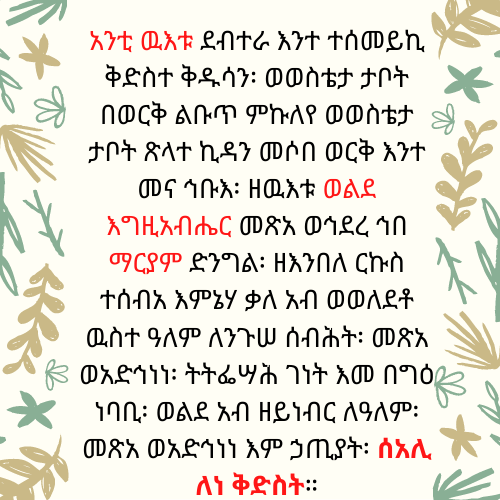 አንቲ ዉእቱ ደብተራ እንተ ተሰመይኪ
ቅድስተ ቅዱሳን፡ ወወስቴታ ታቦት
በወርቅ ልቡጥ ምኩለየ ወወስቴታ
ታቦት ጽላተ ኪዳን መሶበ ወርቅ እንተ
መና ኅቡእ፡ ዘዉእቱ ወልደ
እግዚአብሔር መጽአ ወኅደረ ኅበ
ማርያም ድንግል፡ ዘእንበለ ርኩስ
ተሰብአ እምኔሃ ቃለ አብ ወወለደቶ
ዉስተ ዓለም ለንጉሠ ሰብሕት፡ መጽአ
ወአድኅነነ፡ ትትፌሣሕ ገነት እመ በግዕ
ነባቢ፡ ወልደ አብ ዘይነብር ለዓለም፡
መጽአ ወአድኅነነ እም ኃጢያት፡ ሰአሊ
ለነ ቅድስት።